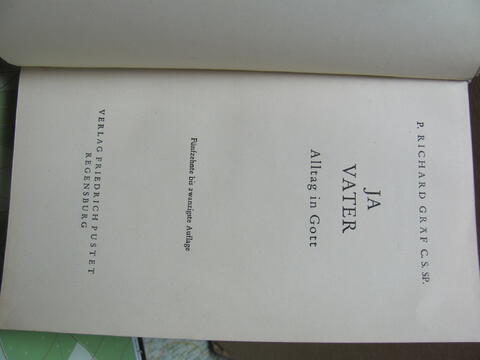 P. RICHARD GRÄF C. S. SP.
JA
VATER
Alltag in Gott
Fünfzehnte bis zwanzigste Auflage
VERLAG FRIEDRICH PUSTET
REGENSBURG